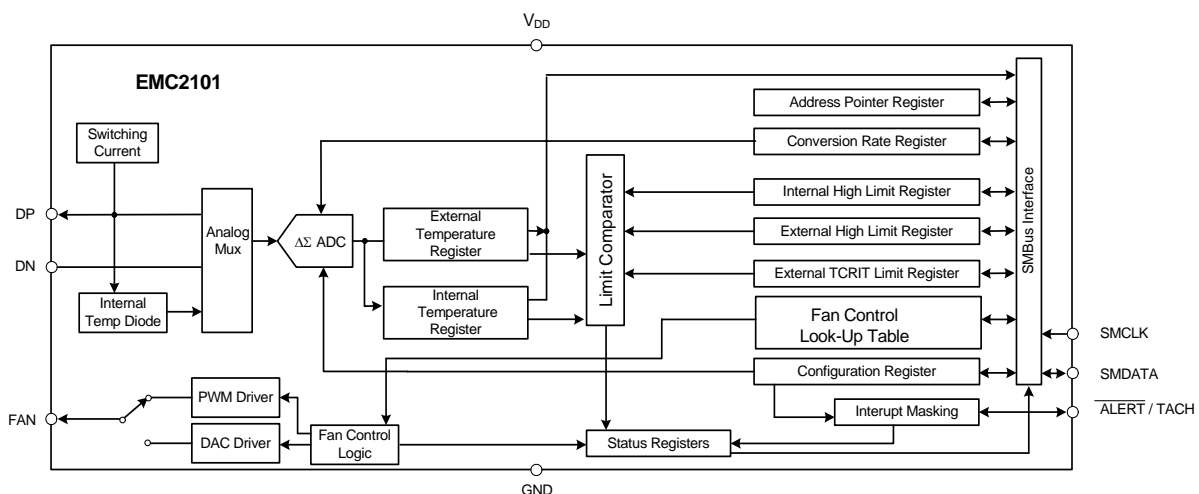 V_DD
EMC2101
Switching
Current
Address Pointer Register
Conversion Rate Register
DP
DN
Analog
Mux
ΔΣ ADC
External
Temperature
Register
Internal
Temperature
Register
Limit Comparator
Internal High Limit Register
External High Limit Register
External TCRIT Limit Register
SMBus Interface
Internal
Temp Diode
Fan Control
Look-Up Table
SMCLK
Configuration Register
SMDATA
FAN
PWM Driver
DAC Driver
Fan Control
Logic
Interupt Masking
ALERT / TACH
Status Registers
GND